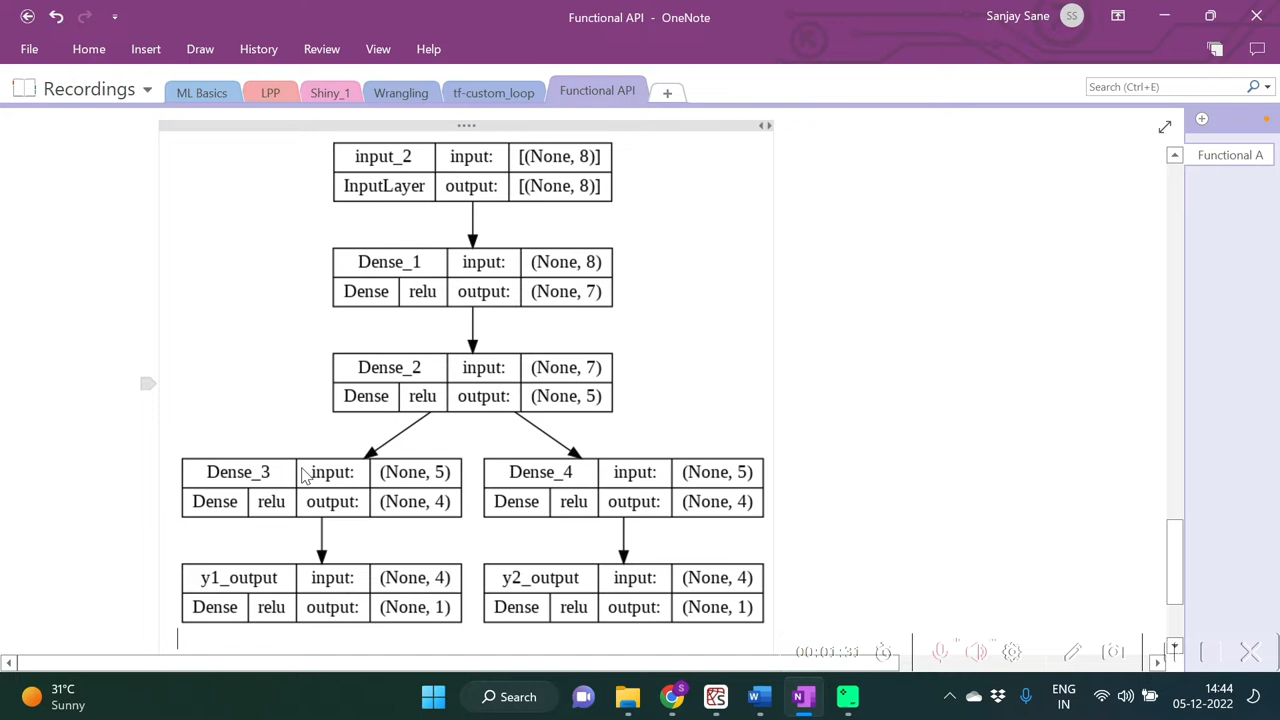 Functional API - OneNote
Sanjay Sane
SS
File Home Insert Draw History Review View Help
Recordings
ML Basics
LPP
Shiny_1
Wrangling
tf-custom_loop
Functional API
Search (Ctrl+E)
Functional A
input_2 input: [(None, 8)]
InputLayer output: [(None, 8)]
Dense_1 input: (None, 8)
Dense relu output: (None, 7)
Dense_2 input: (None, 7)
Dense relu output: (None, 5)
Dense_3 input: (None, 5)
Dense relu output: (None, 4)
Dense_4 input: (None, 5)
Dense relu output: (None, 4)
y1_output input: (None, 4)
Dense relu output: (None, 1)
y2_output input: (None, 4)
Dense relu output: (None, 1)
00:01:31
31°C
Sunny
Search
ENG
IN
14:44
05-12-2022